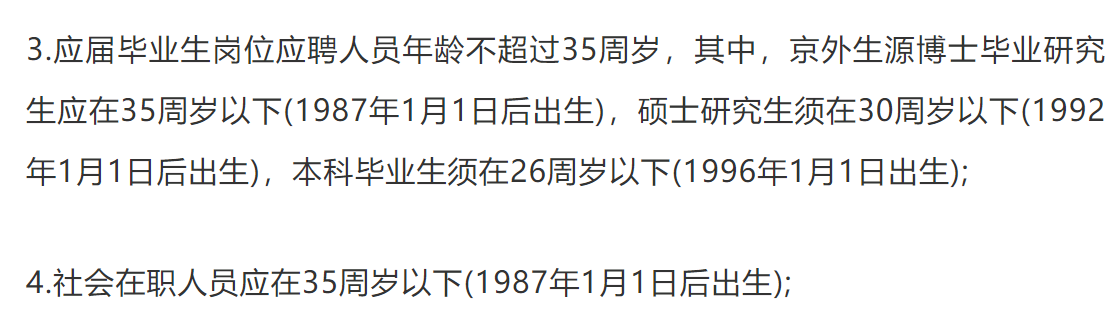 3.应届毕业生岗位应聘人员年龄不超过35周岁，其中，京外生源博士毕业研究
生应在35周岁以下(1987年1月1日后出生)，硕士研究生须在30周岁以下(1992
年1月1日后出生)，本科毕业生须在26周岁以下(1996年1月1日出生);
4.社会在职人员应在35周岁以下(1987年1月1日后出生);